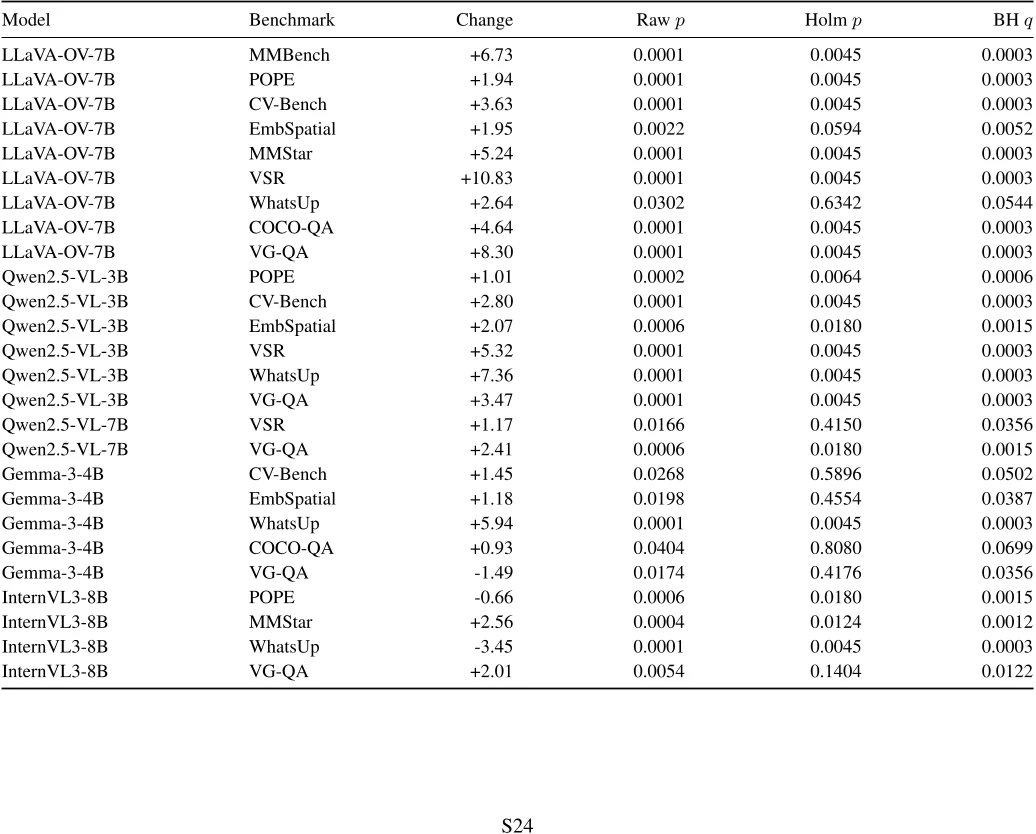 Model Benchmark Change Raw p Holm p BH q
LLaVA-OV-7B MMBench +6.73 0.0001 0.0045 0.0003
LLaVA-OV-7B POPE +1.94 0.0001 0.0045 0.0003
LLaVA-OV-7B CV-Bench +3.63 0.0001 0.0045 0.0003
LLaVA-OV-7B EmbSpatial +1.95 0.0022 0.0594 0.0052
LLaVA-OV-7B MMStar +5.24 0.0001 0.0045 0.0003
LLaVA-OV-7B VSR +10.83 0.0001 0.0045 0.0003
LLaVA-OV-7B WhatsUp +2.64 0.0302 0.6342 0.0544
LLaVA-OV-7B COCO-QA +4.64 0.0001 0.0045 0.0003
LLaVA-OV-7B VG-QA +8.30 0.0001 0.0045 0.0003
Qwen2.5-VL-3B POPE +1.01 0.0002 0.0064 0.0006
Qwen2.5-VL-3B CV-Bench +2.80 0.0001 0.0045 0.0003
Qwen2.5-VL-3B EmbSpatial +2.07 0.0006 0.0180 0.0015
Qwen2.5-VL-3B VSR +5.32 0.0001 0.0045 0.0003
Qwen2.5-VL-3B WhatsUp +7.36 0.0001 0.0045 0.0003
Qwen2.5-VL-3B VG-QA +3.47 0.0001 0.0045 0.0003
Qwen2.5-VL-7B VSR +1.17 0.0166 0.4150 0.0356
Qwen2.5-VL-7B VG-QA +2.41 0.0006 0.0180 0.0015
Gemma-3-4B CV-Bench +1.45 0.0268 0.5896 0.0502
Gemma-3-4B EmbSpatial +1.18 0.0198 0.4554 0.0387
Gemma-3-4B WhatsUp +5.94 0.0001 0.0045 0.0003
Gemma-3-4B COCO-QA +0.93 0.0404 0.8080 0.0699
Gemma-3-4B VG-QA -1.49 0.0174 0.4176 0.0356
InternVL3-8B POPE -0.66 0.0006 0.0180 0.0015
InternVL3-8B MMStar +2.56 0.0004 0.0124 0.0012
InternVL3-8B WhatsUp -3.45 0.0001 0.0045 0.0003
InternVL3-8B VG-QA +2.01 0.0054 0.1404 0.0122
S24